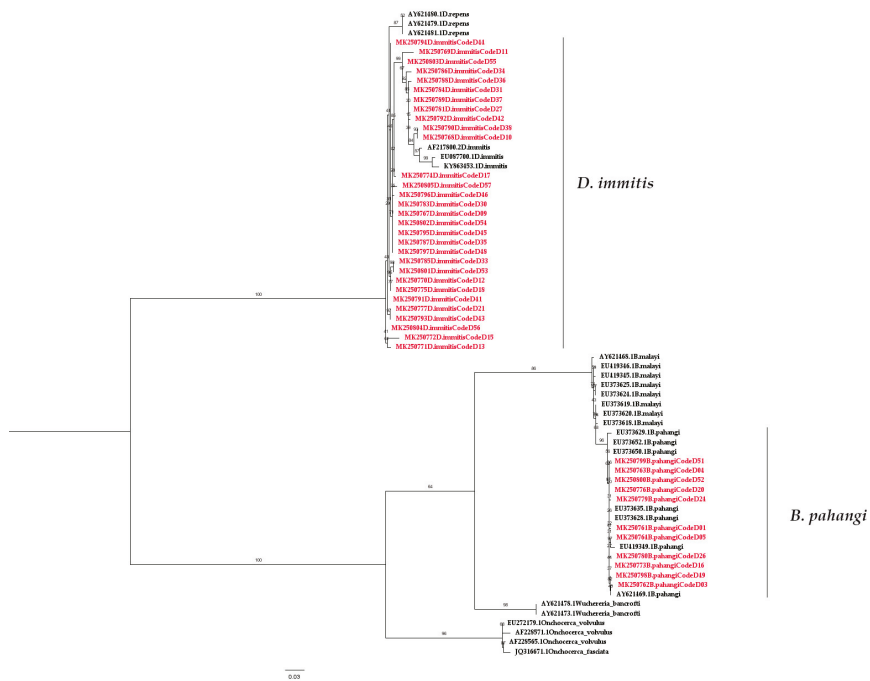 AY621480.1D.repens
AY621479.1D.repens
AY621481.1D.repens
MK250794D.immitisCodeD44
MK250769D.immitisCodeD11
MK250803D.immitisCodeD55
MK250786D.immitisCodeD34
MK250788D.immitisCodeD36
MK250784D.immitisCodeD31
MK250789D.immitisCodeD37
MK250781D.immitisCodeD27
MK250792D.immitisCodeD42
MK250790D.immitisCodeD38
MK250768D.immitisCodeD10
AF217800.2D.immitis
EU087700.1D.immitis
KY863453.1D.immitis
MK250774D.immitisCodeD17
MK250805D.immitisCodeD57
D. immitis
MK250796D.immitisCodeD46
MK250783D.immitisCodeD30
MK250767D.immitisCodeD09
MK250802D.immitisCodeD54
MK250795D.immitisCodeD45
MK250787D.immitisCodeD35
MK250797D.immitisCodeD48
MK250785D.immitisCodeD33
MK250801D.immitisCodeD53
MK250770D.immitisCodeD12
MK250775D.immitisCodeD19
100
MK250791D.immitisCodeD41
MK250777D.immitisCodeD21
MK250793D.immitisCodeD43
MK250804D.immitisCodeD56
MK250772D.immitisCodeD15
MK250771D.immitisCodeD13
AY621468.1B.malayi
EU419346.1B.malayi
EU419345.1B.malayi
EU373625.1B.malayi
EU373624.1B.malayi
EU373619.1B.malayi
EU373620.1B.malayi
EU373618.1B.malayi
EU373629.1B.pahangi
EU373652.1B.pahangi
EU373650.1B.pahangi
MK250799B.pahangiCodeD51
MK250763B.pahangiCodeD04
MK250800B.pahangiCodeD52
MK250776B.pahangiCodeD20
MK250779B.pahangiCodeD24
EU373635.1B.pahangi
EU373628.1B.pahangi
B. pahangi
MK250761B.pahangiCodeD01
MK250764B.pahangiCodeD05
EU419349.1B.pahangi
MK250780B.pahangiCodeD26
100
MK250773B.pahangiCodeD16
MK250798B.pahangiCodeD49
MK250762B.pahangiCodeD03
AY621469.1B.pahangi
AY621478.1Wuchereria_bancrofti
AY621473.1Wuchereria_bancrofti
EU272179.1Onchocerca_volvulus
AF228571.1Onchocerca_volvulus
AF228565.1Onchocerca_volvulus
JQ316671.1Onchocerca_fasciata
0.03